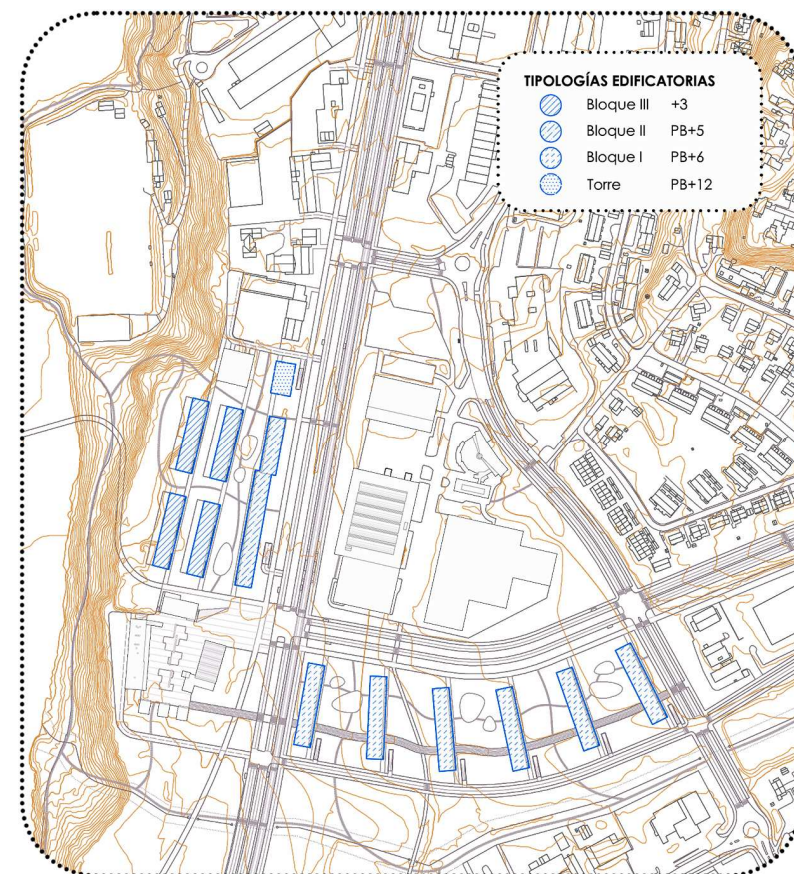 TIPOLOGÍAS EDIFICATORIAS
Bloque III +3
Bloque II PB+5
Bloque I PB+6
Torre PB+12